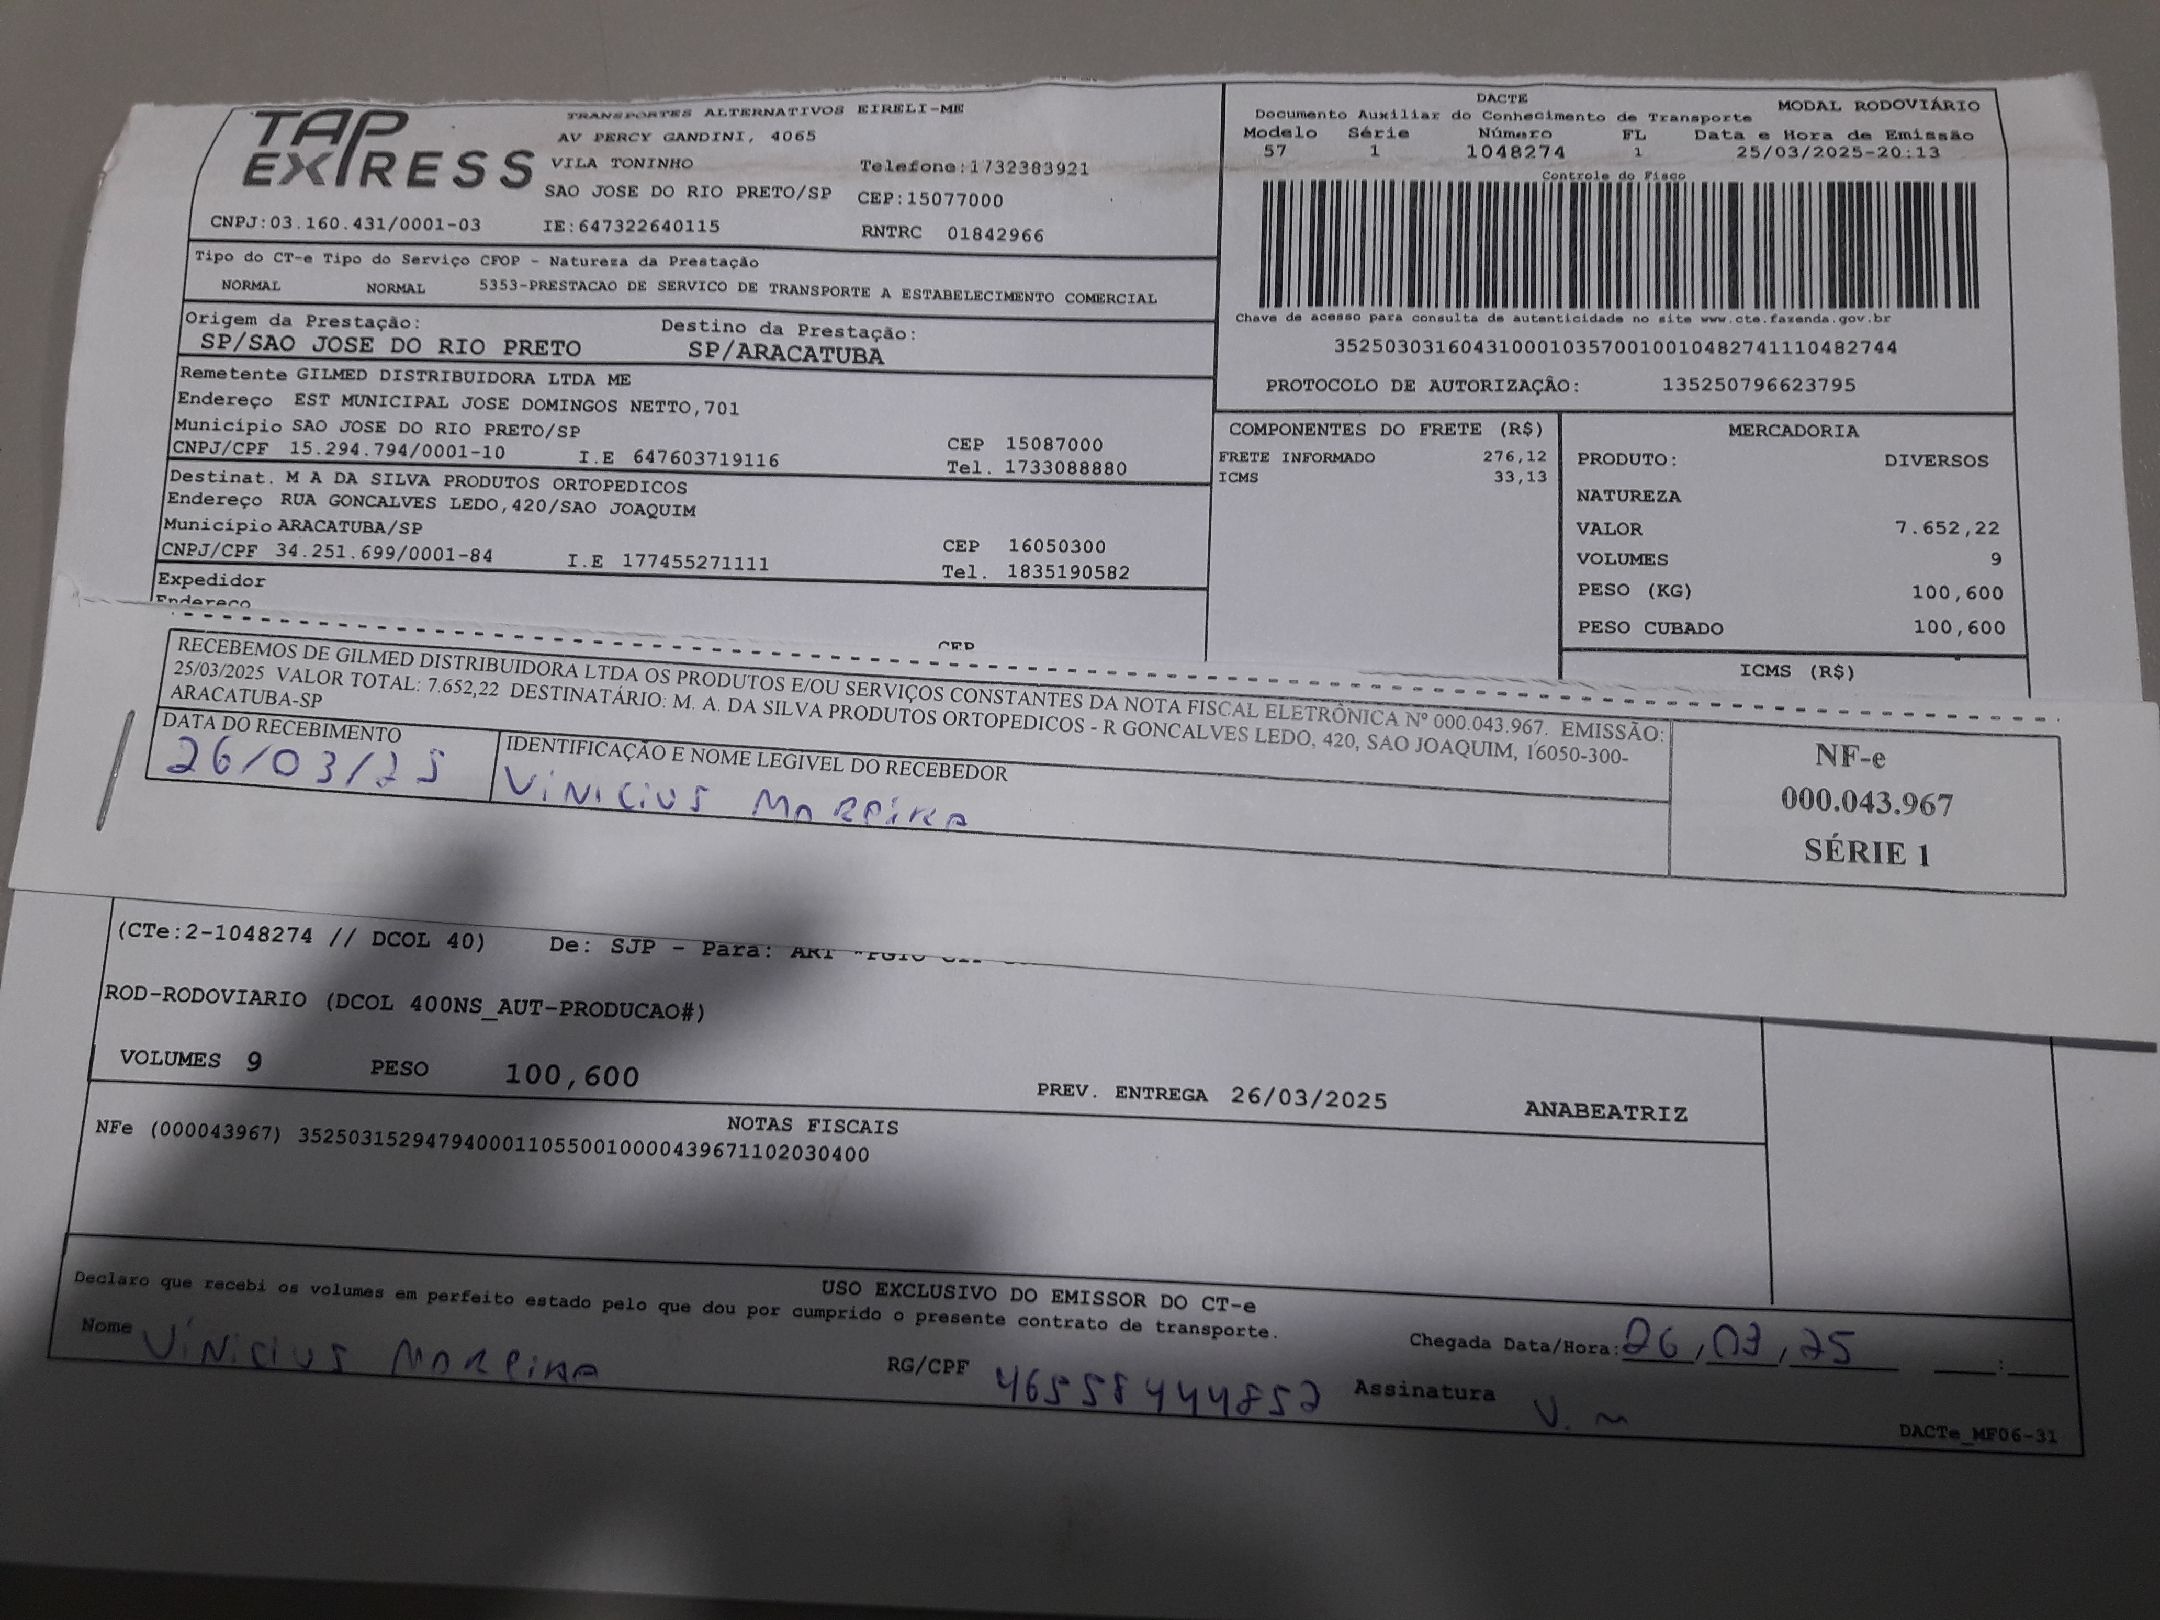 TAP EXPRESS
TRANSPORTES ALTERNATIVOS EIRELI-ME
AV PERCY GANDINI, 4065
VILA TONINHO Telefone:1732383921
SAO JOSE DO RIO PRETO/SP CEP:15077000
CNPJ:03.160.431/0001-03 IE:647322640115 RNTRC 01842966
Tipo do CT-e Tipo do Serviço CFOP - Natureza da Prestação
NORMAL NORMAL 5353-PRESTACAO DE SERVICO DE TRANSPORTE A ESTABELECIMENTO COMERCIAL
Origem da Prestação: Destino da Prestação:
SP/SAO JOSE DO RIO PRETO SP/ARACATUBA
Remetente GILMED DISTRIBUIDORA LTDA ME
Endereço EST MUNICIPAL JOSE DOMINGOS NETTO,701
Município SAO JOSE DO RIO PRETO/SP CEP 15087000
CNPJ/CPF 15.294.794/0001-10 I.E 647603719116 Tel. 1733088880
Destinat. M A DA SILVA PRODUTOS ORTOPEDICOS
Endereço RUA GONCALVES LEDO,420/SAO JOAQUIM
Município ARACATUBA/SP CEP 16050300
CNPJ/CPF 34.251.699/0001-84 I.E 177455271111 Tel. 1835190582
Expedidor
Endereço
CEP
DACTE MODAL RODOVIÁRIO
Documento Auxiliar do Conhecimento de Transporte
Modelo Série Número FL Data e Hora de Emissão
57 1 1048274 1 25/03/2025-20:13
Controle do Fisco
Chave de acesso para consulta de autenticidade no site www.cte.fazenda.gov.br
35250303160431000103570010010482741110482744
PROTOCOLO DE AUTORIZAÇÃO: 135250796623795
COMPONENTES DO FRETE (R$)
FRETE INFORMADO 276,12
ICMS 33,13
MERCADORIA
PRODUTO: DIVERSOS
NATUREZA
VALOR 7.652,22
VOLUMES 9
PESO (KG) 100,600
PESO CUBADO 100,600
ICMS (R$)
RECEBEMOS DE GILMED DISTRIBUIDORA LTDA OS PRODUTOS E/OU SERVIÇOS CONSTANTES DA NOTA FISCAL ELETRÔNICA Nº 000.043.967. EMISSÃO:
25/03/2025 VALOR TOTAL: 7.652,22 DESTINATÁRIO: M. A. DA SILVA PRODUTOS ORTOPEDICOS - R GONCALVES LEDO, 420, SAO JOAQUIM, 16050-300-
ARACATUBA-SP
DATA DO RECEBIMENTO IDENTIFICAÇÃO E NOME LEGIVEL DO RECEBEDOR
26/03/25 Vinicius Moreira
NF-e
000.043.967
SÉRIE 1
(CTe:2-1048274 // DCOL 40) De: SJP - Para: ART
ROD-RODOVIARIO (DCOL 400NS_AUT-PRODUCAO#)
VOLUMES 9 PESO 100,600 PREV. ENTREGA 26/03/2025 ANABEATRIZ
NOTAS FISCAIS
NFe (000043967) 35250315294794000110550010000439671102030400
USO EXCLUSIVO DO EMISSOR DO CT-e
Declaro que recebi os volumes em perfeito estado pelo que dou por cumprido o presente contrato de transporte.
Nome Vinicius Moreira RG/CPF 46558444852 Assinatura V. M Chegada Data/Hora: 26,03,25 :
DACTe_MF06-31